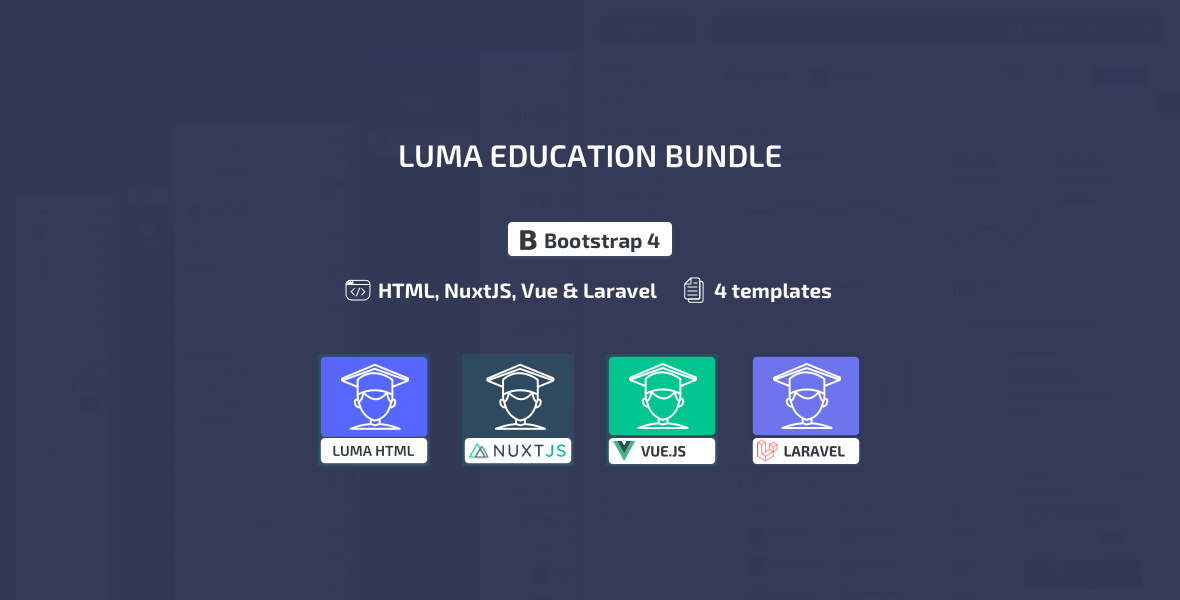 LUMA EDUCATION BUNDLE
B Bootstrap 4
HTML, NuxtJS, Vue & Laravel 4 templates
LUMA HTML NUXTJS VUE.JS LARAVEL